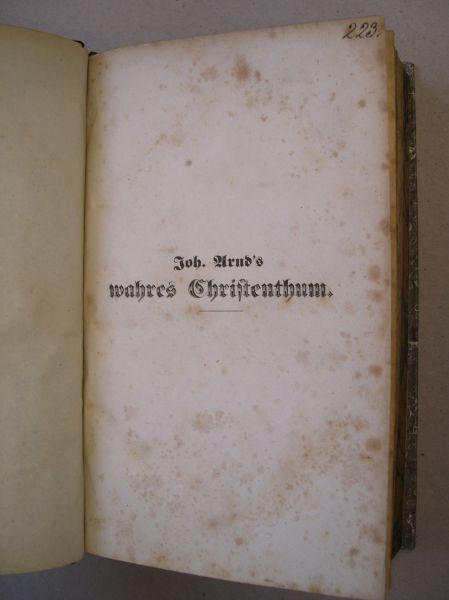 223.
Joh. Arnd's
wahres Christenthum.